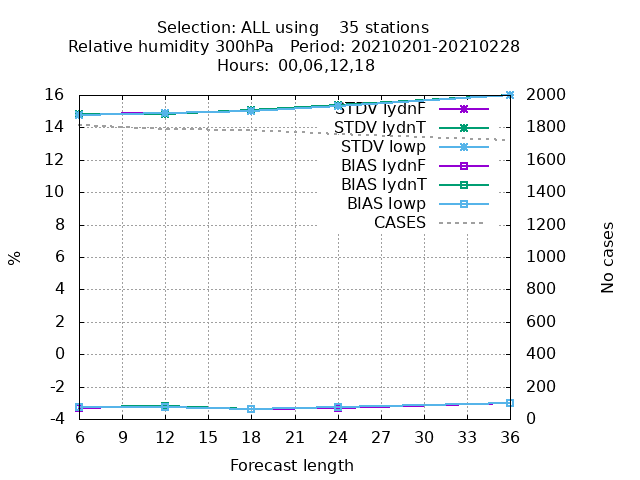 Selection: ALL using    35 stations
Relative humidity 300hPa   Period: 20210201-20210228
Hours:  00,06,12,18
16
14
12
10
8
6
4
2
0
-2
-4
%
STDV lydnF
STDV lydnT
STDV lowp
BIAS lydnF
BIAS lydnT
BIAS lowp
CASES
2000
1800
1600
1400
1200
1000
800
600
400
200
0
No cases
6 9 12 15 18 21 24 27 30 33 36
Forecast length